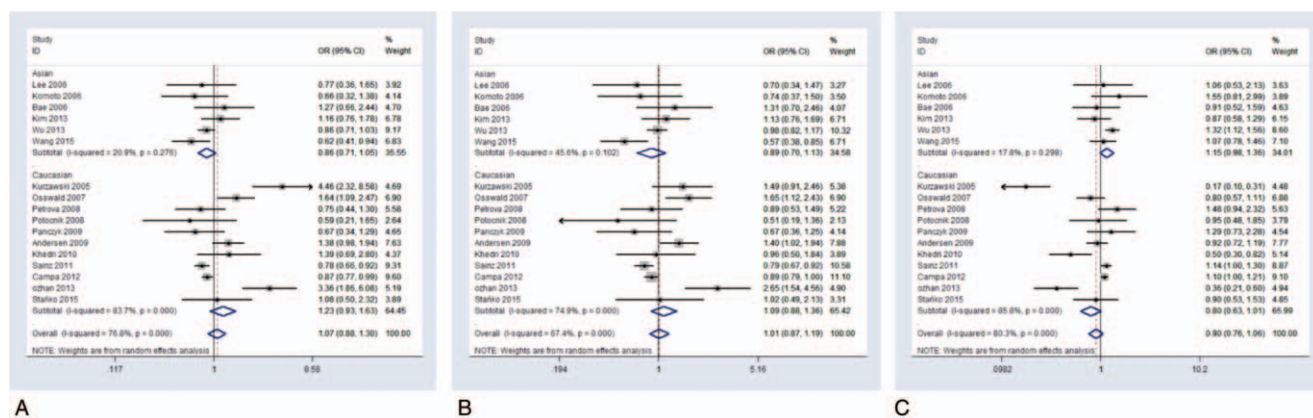 Study
%
ID
OR (95% CI)
Weight
Asian
Lee 2006 0.77 (0.36, 1.65) 3.92
Komoto 2006 0.66 (0.32, 1.38) 4.14
Bae 2006 1.27 (0.66, 2.44) 4.70
Kim 2013 1.16 (0.76, 1.78) 6.78
Wu 2013 0.86 (0.71, 1.03) 9.17
Wang 2015 0.62 (0.41, 0.94) 6.83
Subtotal (I-squared = 20.9%, p = 0.276) 0.86 (0.71, 1.05) 35.55
Caucasian
Kurzawski 2005 4.46 (2.32, 8.58) 4.69
Osswald 2007 1.64 (1.09, 2.47) 6.90
Petrova 2008 0.75 (0.44, 1.30) 5.58
Potocnik 2008 0.59 (0.21, 1.65) 2.64
Panczyk 2009 0.67 (0.34, 1.29) 4.65
Andersen 2009 1.38 (0.98, 1.94) 7.63
Khedri 2010 1.39 (0.69, 2.80) 4.37
Sainz 2011 0.78 (0.66, 0.92) 9.31
Campa 2012 0.87 (0.77, 0.99) 9.60
ozhan 2013 3.36 (1.86, 6.08) 5.19
Stańko 2015 1.08 (0.50, 2.32) 3.89
Subtotal (I-squared = 83.7%, p = 0.000) 1.23 (0.93, 1.63) 64.45
Overall (I-squared = 76.8%, p = 0.000) 1.07 (0.88, 1.30) 100.00
NOTE: Weights are from random effects analysis
.117 1 8.58
A
Study
%
ID
OR (95% CI)
Weight
Asian
Lee 2006 0.70 (0.34, 1.47) 3.27
Komoto 2006 0.74 (0.37, 1.50) 3.50
Bae 2006 1.31 (0.70, 2.46) 4.07
Kim 2013 1.13 (0.76, 1.69) 6.71
Wu 2013 0.98 (0.82, 1.17) 10.32
Wang 2015 0.57 (0.38, 0.85) 6.71
Subtotal (I-squared = 45.6%, p = 0.102) 0.89 (0.70, 1.13) 34.58
Caucasian
Kurzawski 2005 1.49 (0.91, 2.46) 5.38
Osswald 2007 1.65 (1.12, 2.43) 6.90
Petrova 2008 0.89 (0.53, 1.49) 5.22
Potocnik 2008 0.51 (0.19, 1.36) 2.13
Panczyk 2009 0.67 (0.36, 1.25) 4.14
Andersen 2009 1.40 (1.02, 1.94) 7.88
Khedri 2010 0.96 (0.50, 1.84) 3.89
Sainz 2011 0.79 (0.67, 0.92) 10.58
Campa 2012 0.89 (0.79, 1.00) 11.10
ozhan 2013 2.65 (1.54, 4.56) 4.90
Stańko 2015 1.02 (0.49, 2.13) 3.31
Subtotal (I-squared = 74.9%, p = 0.000) 1.09 (0.88, 1.36) 65.42
Overall (I-squared = 67.4%, p = 0.000) 1.01 (0.87, 1.19) 100.00
NOTE: Weights are from random effects analysis
.194 1 5.16
B
Study
%
ID
OR (95% CI)
Weight
Asian
Lee 2006 1.06 (0.53, 2.13) 3.63
Komoto 2006 1.55 (0.81, 2.99) 3.89
Bae 2006 0.91 (0.52, 1.59) 4.63
Kim 2013 0.87 (0.58, 1.29) 6.15
Wu 2013 1.32 (1.12, 1.56) 8.60
Wang 2015 1.07 (0.78, 1.46) 7.10
Subtotal (I-squared = 17.8%, p = 0.298) 1.15 (0.98, 1.36) 34.01
Caucasian
Kurzawski 2005 0.17 (0.10, 0.31) 4.48
Osswald 2007 0.80 (0.57, 1.11) 6.88
Petrova 2008 1.48 (0.94, 2.32) 5.63
Potocnik 2008 0.95 (0.48, 1.85) 3.79
Panczyk 2009 1.29 (0.73, 2.28) 4.54
Andersen 2009 0.92 (0.72, 1.19) 7.74
Khedri 2010 0.50 (0.30, 0.82) 5.14
Sainz 2011 1.14 (1.00, 1.30) 8.87
Campa 2012 1.10 (1.00, 1.21) 9.10
ozhan 2013 0.36 (0.21, 0.60) 4.94
Stańko 2015 0.90 (0.53, 1.53) 4.85
Subtotal (I-squared = 85.8%, p = 0.000) 0.80 (0.63, 1.01) 65.99
Overall (I-squared = 80.3%, p = 0.000) 0.90 (0.76, 1.06) 100.00
NOTE: Weights are from random effects analysis
.0982 1 10.2
C